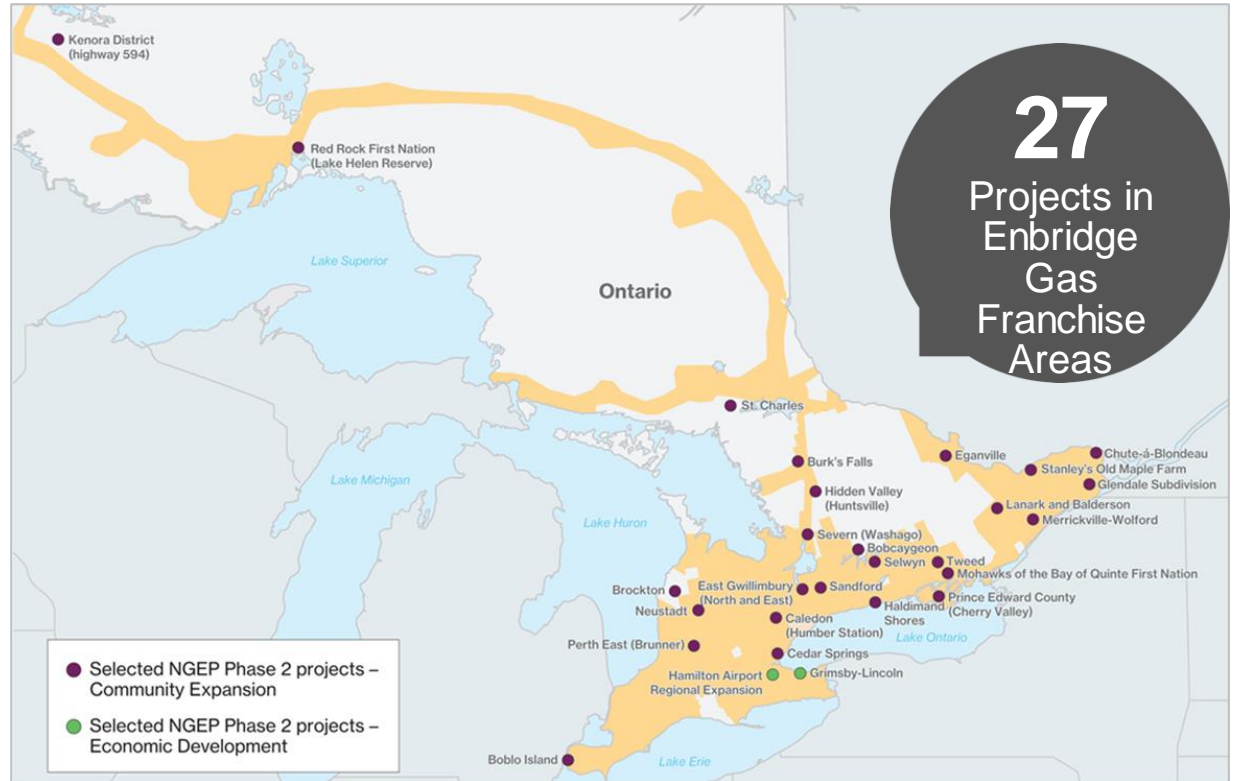 Kenora District
(highway 594)
Red Rock First Nation
(Lake Helen Reserve)
27
Projects in
Enbridge
Gas
Franchise
Areas
Lake Superior
Ontario
St. Charles
Burk's Falls
Hidden Valley
(Huntsville)
Eganville
Chute-á-Blondeau
Stanley's Old Maple Farm
Glendale Subdivision
Lanark and Balderson
Merrickville-Wolford
Lake Michigan
Lake Huron
Severn (Washago)
Bobcaygeon
Selwyn
Tweed
Mohawks of the Bay of Quinte First Nation
Brockton
East Gwillimbury
(North and East)
Sandford
Prince Edward County
(Cherry Valley)
Neustadt
Haldimand
Shores
Caledon
(Humber Station)
Lake Ontario
Perth East (Brunner)
Cedar Springs
Hamilton Airport
Regional Expansion
Grimsby-Lincoln
Selected NGEP Phase 2 projects –
Community Expansion
Selected NGEP Phase 2 projects –
Economic Development
Boblo Island
Lake Erie